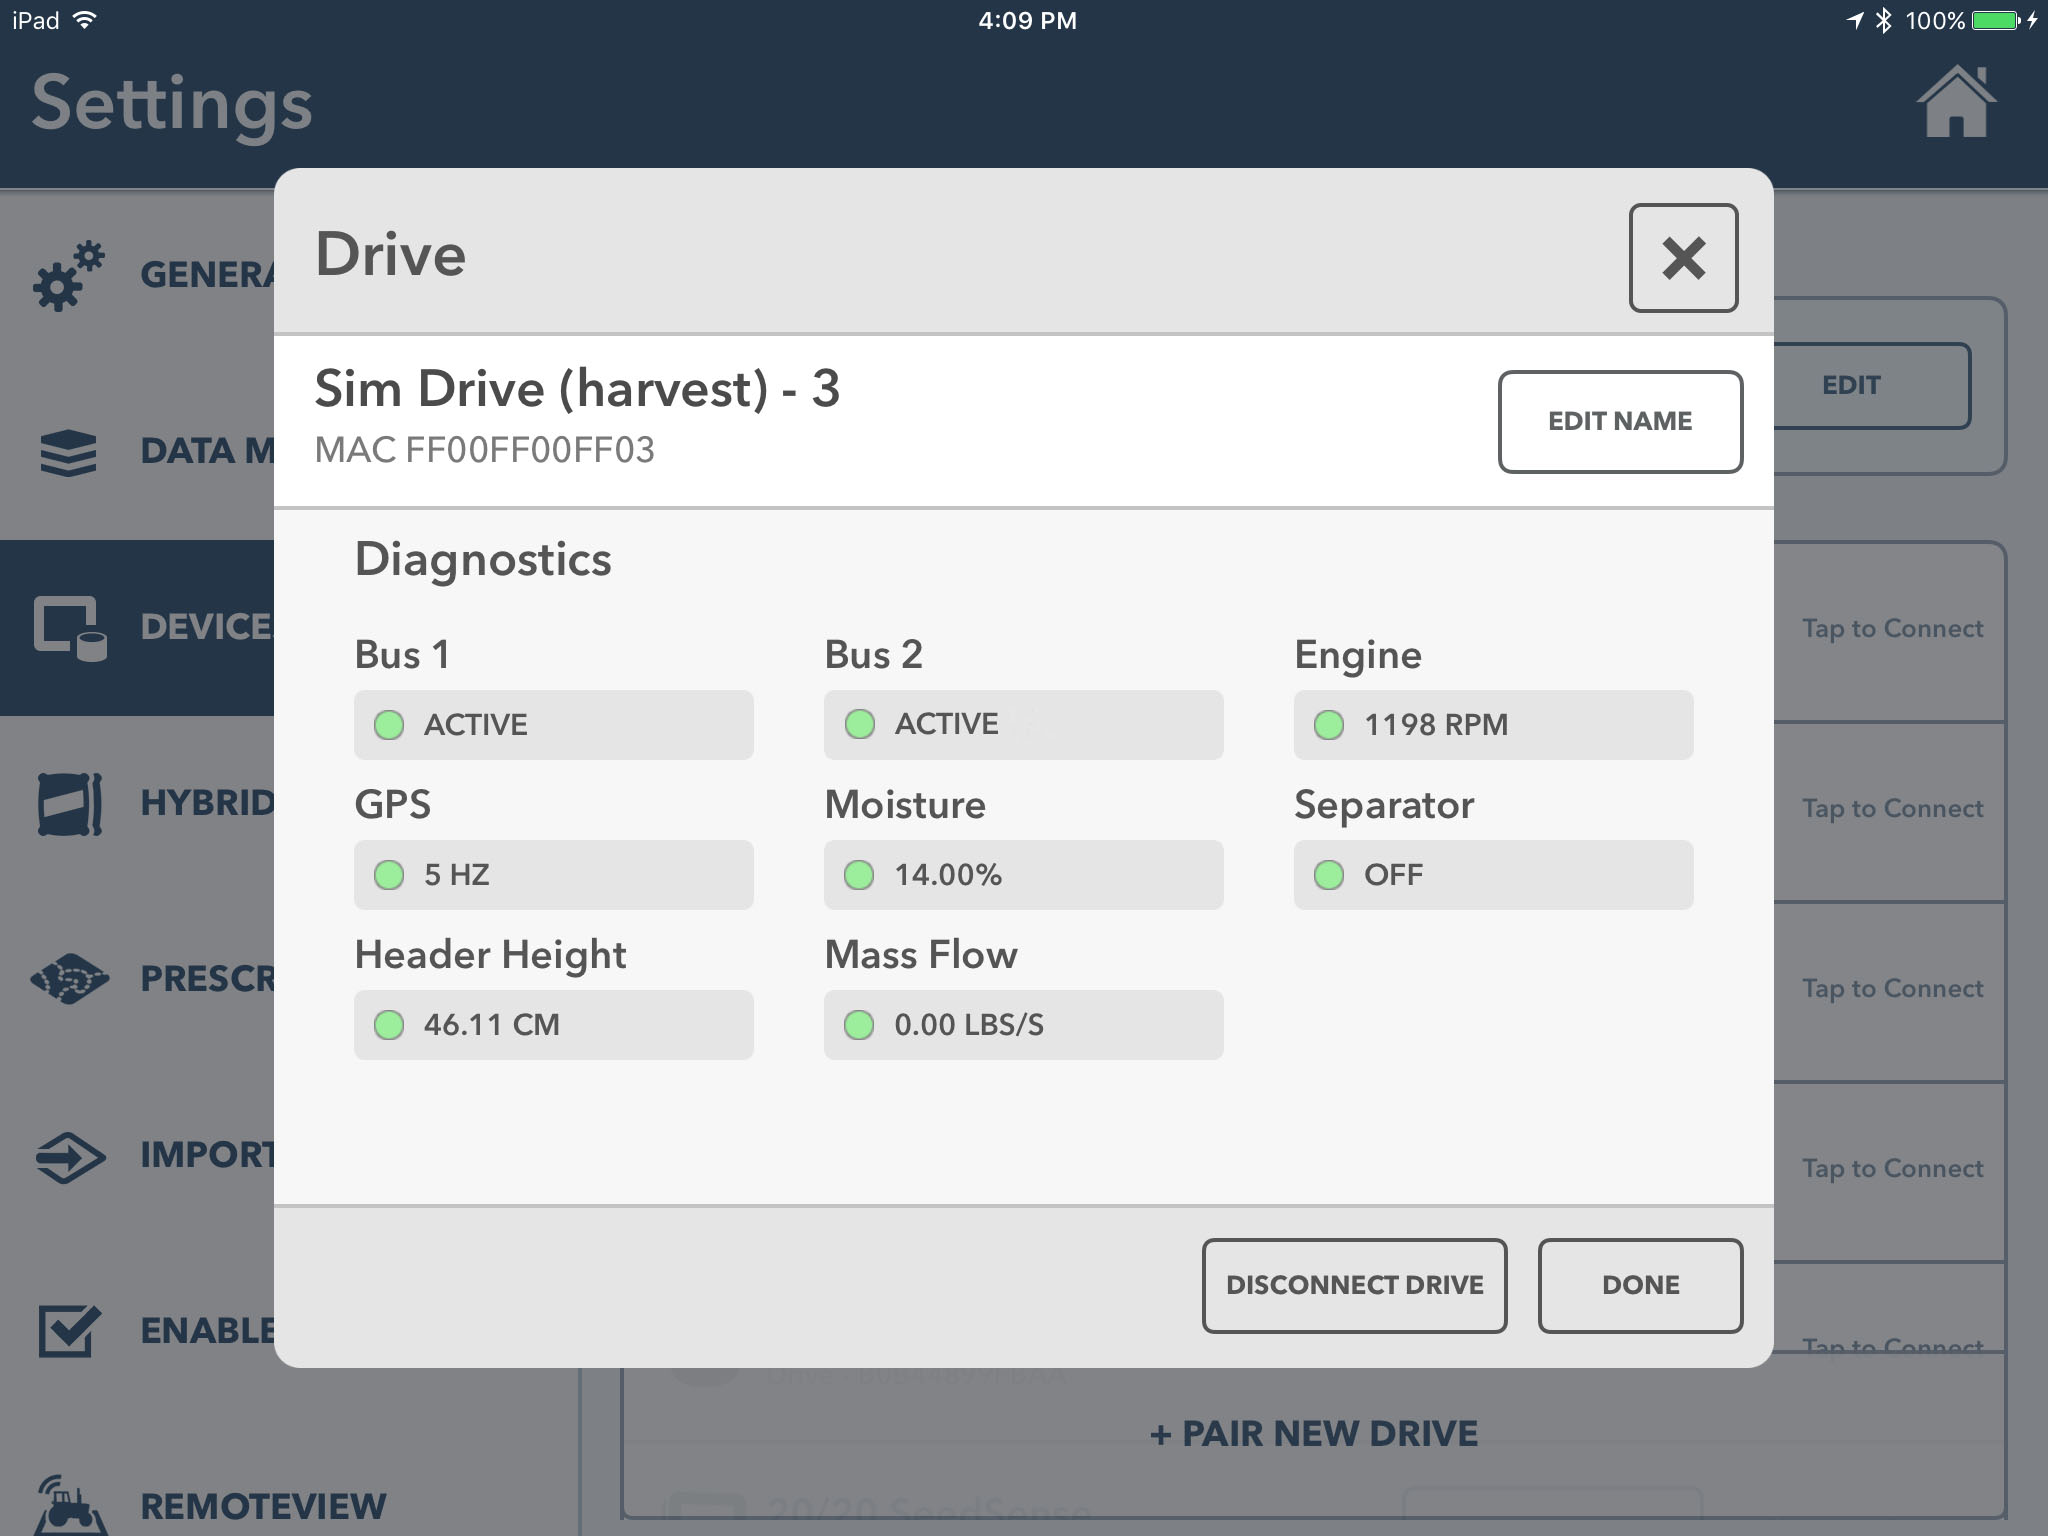 iPad 4:09 PM 100%
Settings
Drive
Sim Drive (harvest) - 3
MAC FF00FF00FF03
EDIT NAME
EDIT
GENERA
DATA M
DEVICE
HYBRID
PRESCR
IMPORT
ENABLE
REMOTEVIEW
Diagnostics
Bus 1 Bus 2 Engine
ACTIVE ACTIVE 1198 RPM
GPS Moisture Separator
5 HZ 14.00% OFF
Header Height Mass Flow
46.11 CM 0.00 LBS/S
DISCONNECT DRIVE DONE
Tap to Connect
Tap to Connect
Tap to Connect
Tap to Connect
Tap to Connect
+ PAIR NEW DRIVE
20/20 SeedSense